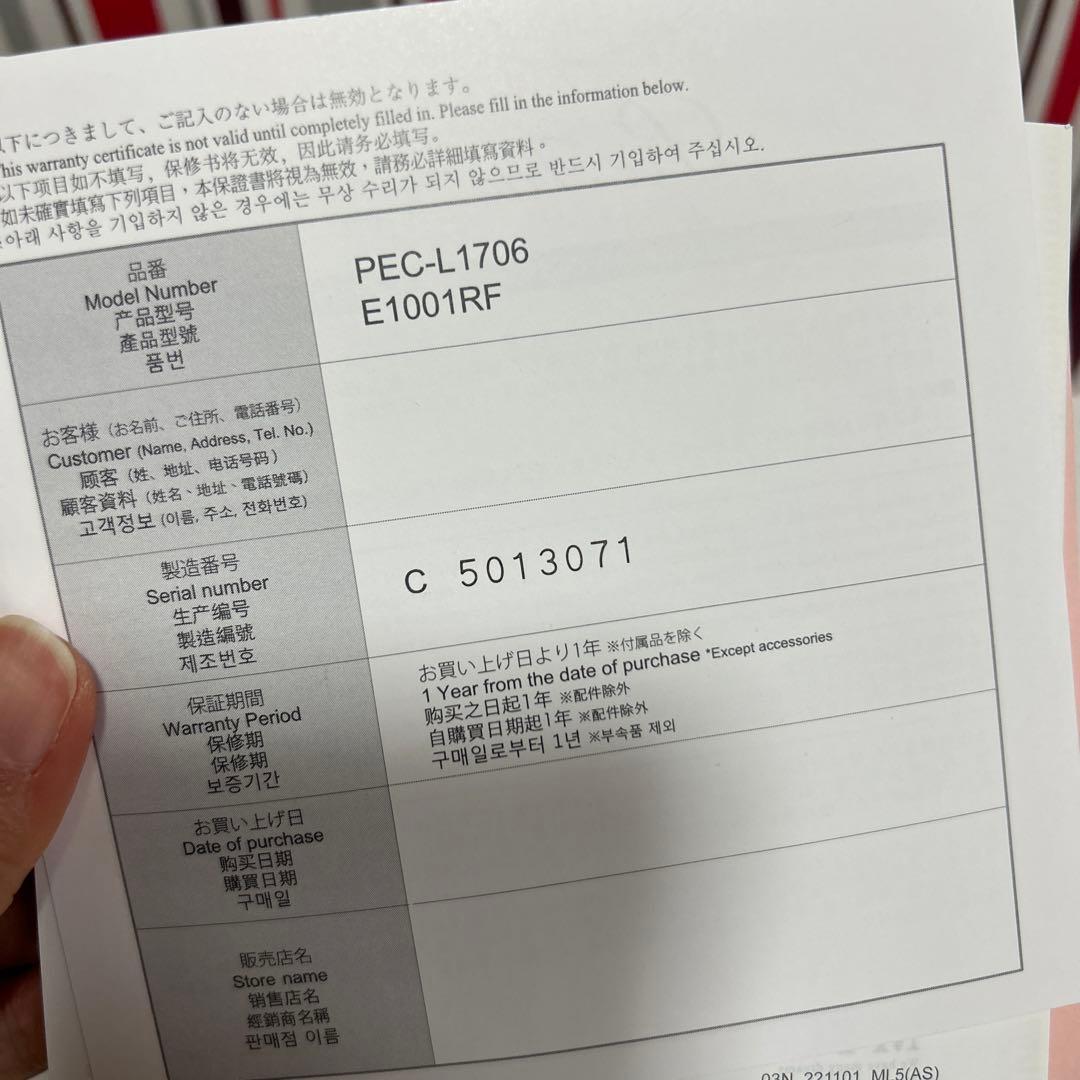 以下につきまして、ご記入のない場合は無効となります。
This warranty certificate is not valid until completely filled in. Please fill in the information below.
以下项目如不填写，保修书将无效，因此请务必填写。
如未確實填寫下列項目，本保證書將視為無效，請務必詳細填寫資料。
아래 사항을 기입하지 않은 경우에는 무상 수리가 되지 않으므로 반드시 기입하여 주십시오.
品番
Model Number
产品型号
產品型號
품번
PEC-L1706
E1001RF
お客様（お名前、ご住所、電話番号）
Customer (Name, Address, Tel. No.)
顾客（姓、地址、电话号码）
顧客資料（姓名、地址、電話號碼）
고객정보 (이름, 주소, 전화번호)
製造番号
Serial number
生产编号
製造編號
제조번호
C 5013071
保証期間
Warranty Period
保修期
保修期
보증기간
お買い上げ日より1年 ※付属品を除く
1 Year from the date of purchase *Except accessories
购买之日起1年 ※配件除外
自購買日期起1年 ※配件除外
구매일로부터 1년 ※부속품 제외
お買い上げ日
Date of purchase
购买日期
購買日期
구매일
販売店名
Store name
销售店名
經銷商名稱
판매점 이름
03N 221101 ML5(AS)